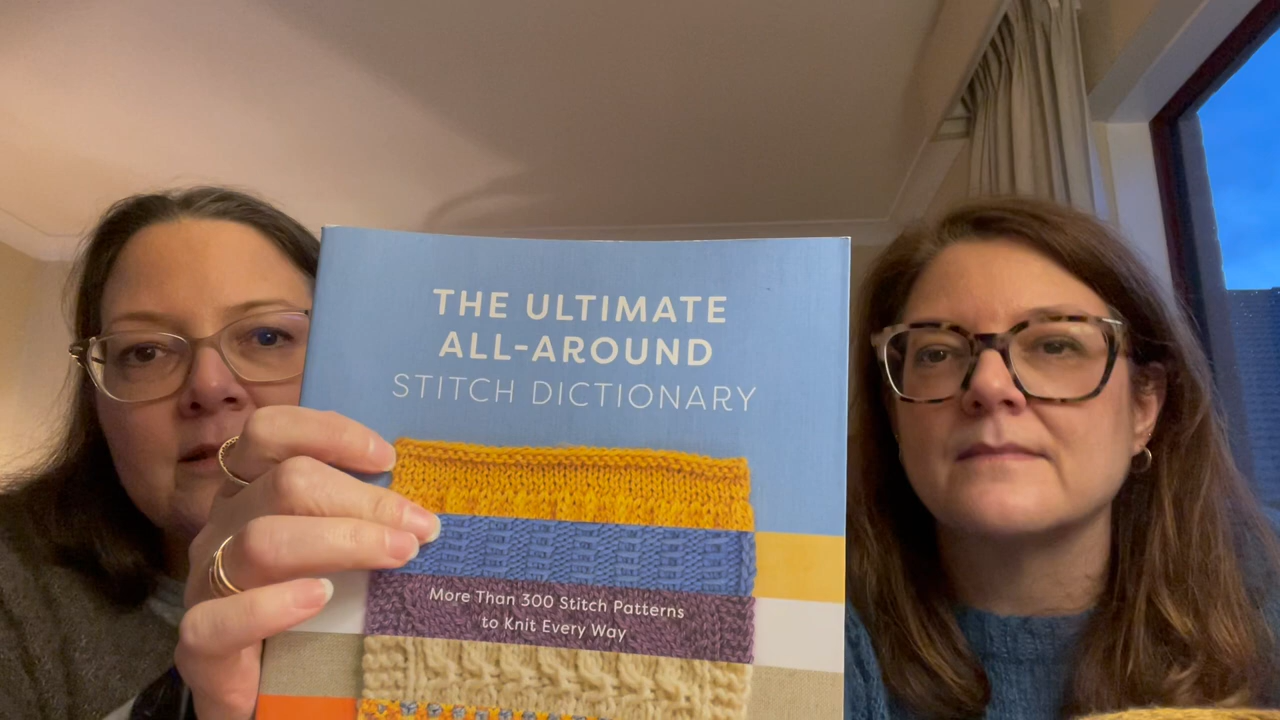 THE ULTIMATE
ALL-AROUND
STITCH DICTIONARY
More Than 300 Stitch Patterns
to Knit Every Way